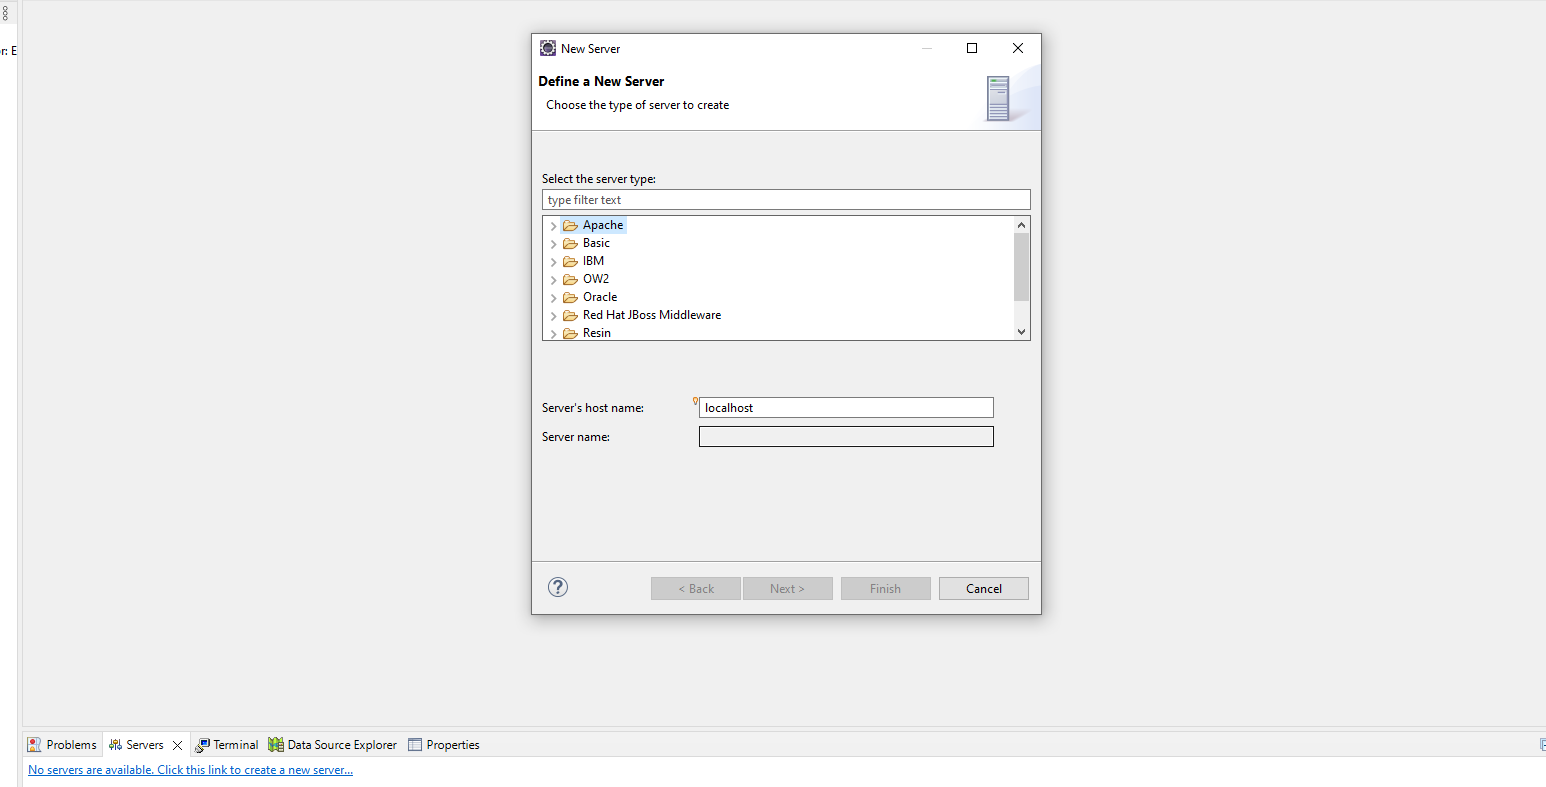 r: E
New Server
Define a New Server
Choose the type of server to create
Select the server type:
type filter text
Apache
Basic
IBM
OW2
Oracle
Red Hat JBoss Middleware
Resin
Server's host name: localhost
Server name:
< Back Next > Finish Cancel
Problems Servers Terminal Data Source Explorer Properties
No servers are available. Click this link to create a new server...